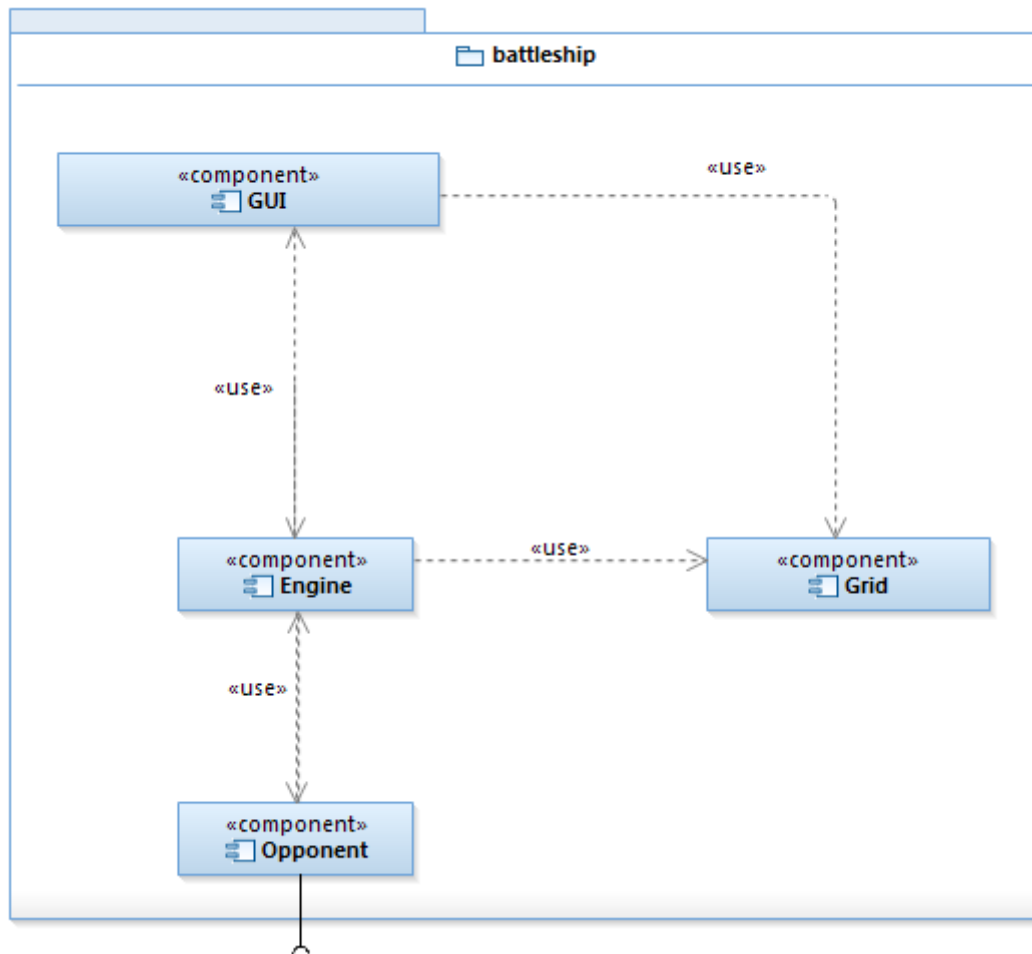 battleship
«component»
GUI
«use»
«use»
«component»
Engine
«use»
«component»
Grid
«use»
«component»
Opponent